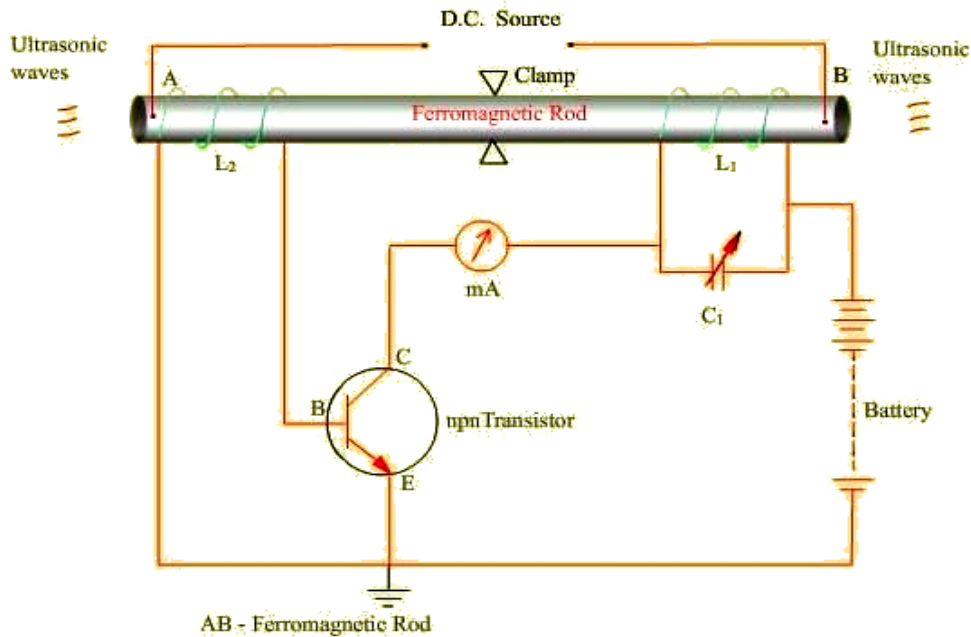 D.C. Source
Ultrasonic
waves
Ultrasonic
waves
A
Clamp
B
Ferromagnetic Rod
L2
L1
mA
C1
C
B
npnTransistor
Battery
E
AB - Ferromagnetic Rod